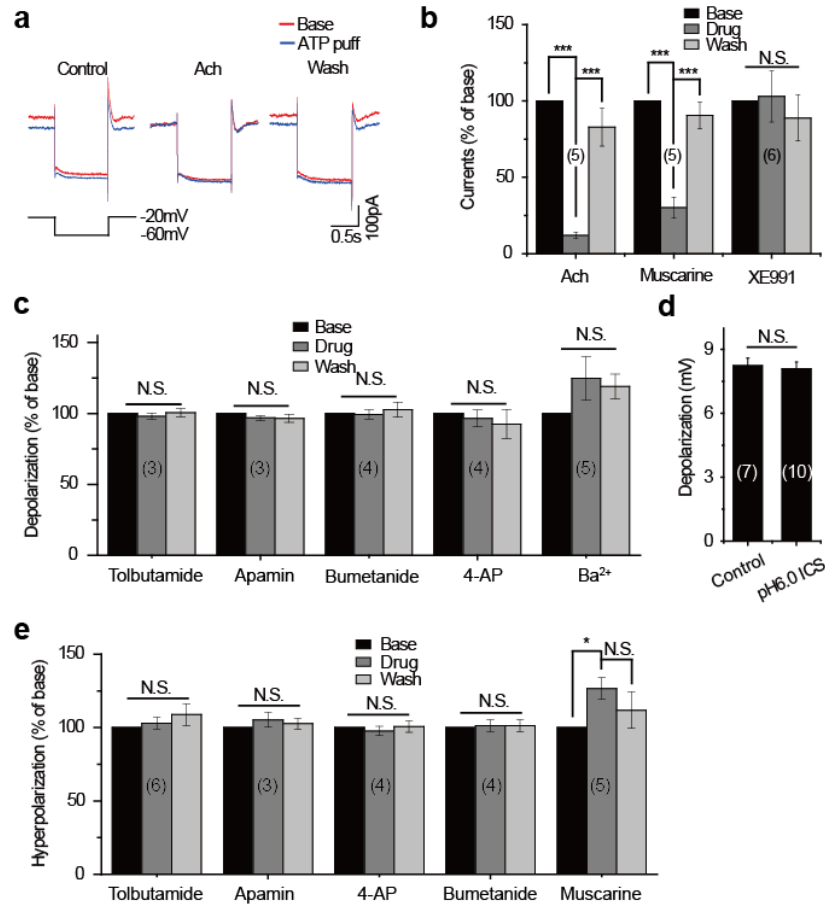 a
Base
ATP puff
Control
Ach
Wash
-20mV
-60mV
0.5s
100pA
b
Base
Drug
Wash
***
***
***
***
N.S.
Currents (% of base)
100
50
0
(5)
(5)
(6)
Ach
Muscarine
XE991
c
Base
Drug
Wash
N.S.
N.S.
N.S.
N.S.
N.S.
Depolarization (% of base)
150
100
50
0
(3)
(3)
(4)
(4)
(5)
Tolbutamide
Apamin
Bumetanide
4-AP
Ba²⁺
d
N.S.
Depolarization (mV)
9
6
3
0
(7)
(10)
Control
pH6.0 ICS
e
Base
Drug
Wash
N.S.
N.S.
N.S.
N.S.
*
N.S.
Hyperpolarization (% of base)
150
100
50
0
(6)
(3)
(4)
(4)
(5)
Tolbutamide
Apamin
4-AP
Bumetanide
Muscarine